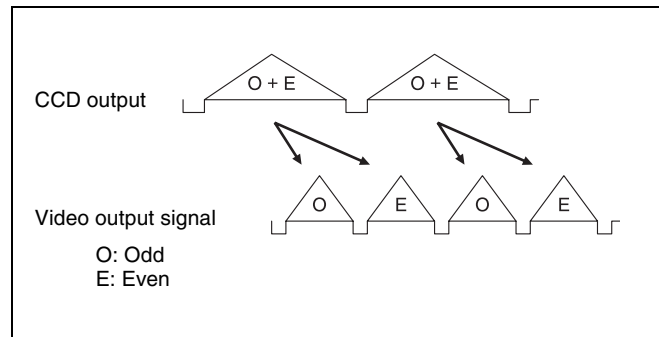 O + E O + E
CCD output
O E O E
Video output signal
O: Odd
E: Even